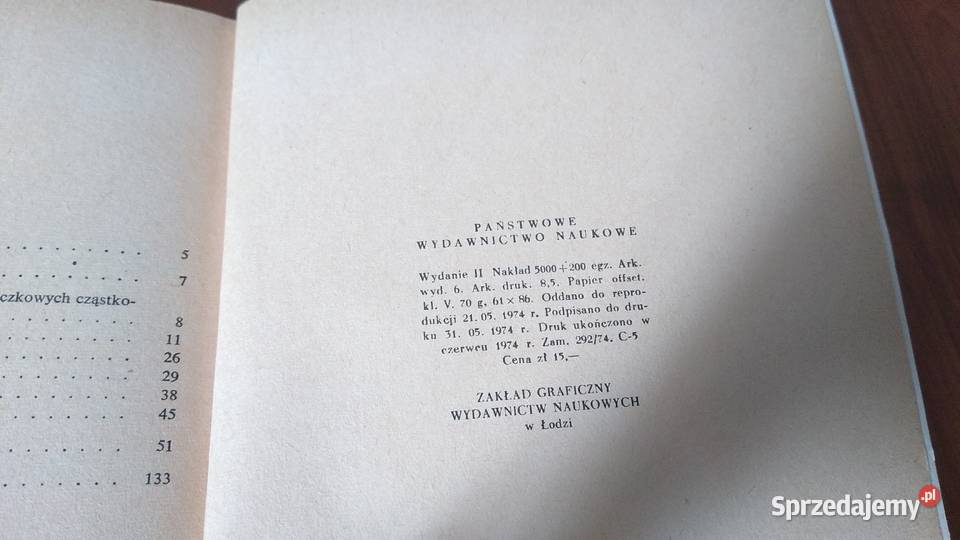 5
7
czkowych cząstko-
8
11
26
29
38
45
51
133
PAŃSTWOWE
WYDAWNICTWO NAUKOWE
Wydanie II Nakład 5000+200 egz. Ark.
wyd. 6. Ark. druk. 8,5. Papier offset.
kl. V. 70 g, 61 × 86. Oddano do repro-
dukcji 21. 05. 1974 r. Podpisano do dru-
ku 31. 05. 1974 r. Druk ukończono w
czerwcu 1974 r. Zam. 292/74. C-5
Cena zł 15,—
ZAKŁAD GRAFICZNY
WYDAWNICTW NAUKOWYCH
w Łodzi
Sprzedajemy.pl